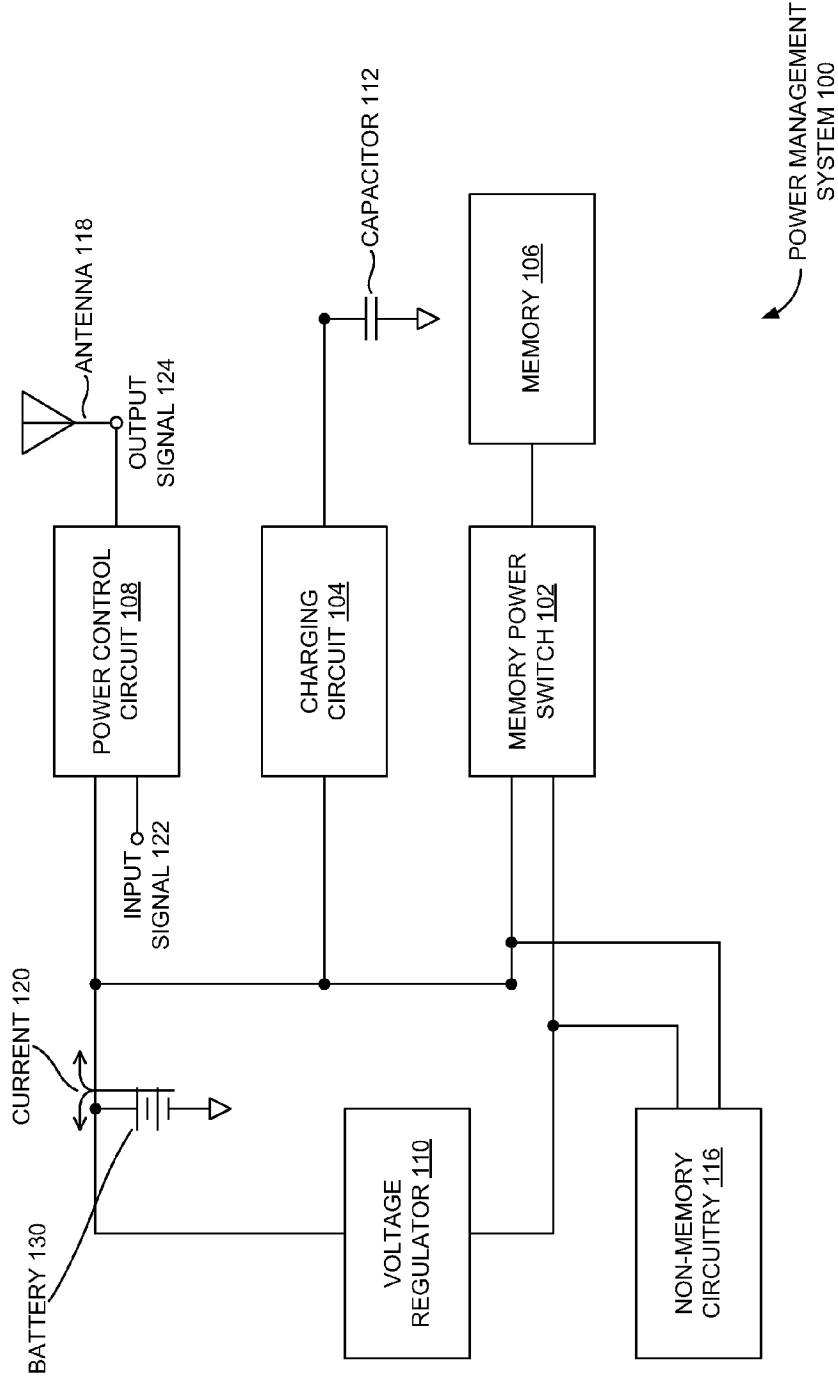 BATTERY 130
CURRENT 120
INPUT
SIGNAL 122
POWER CONTROL
CIRCUIT 108
OUTPUT
SIGNAL 124
ANTENNA 118
CHARGING
CIRCUIT 104
CAPACITOR 112
VOLTAGE
REGULATOR 110
MEMORY POWER
SWITCH 102
MEMORY 106
NON-MEMORY
CIRCUITRY 116
POWER MANAGEMENT
SYSTEM 100